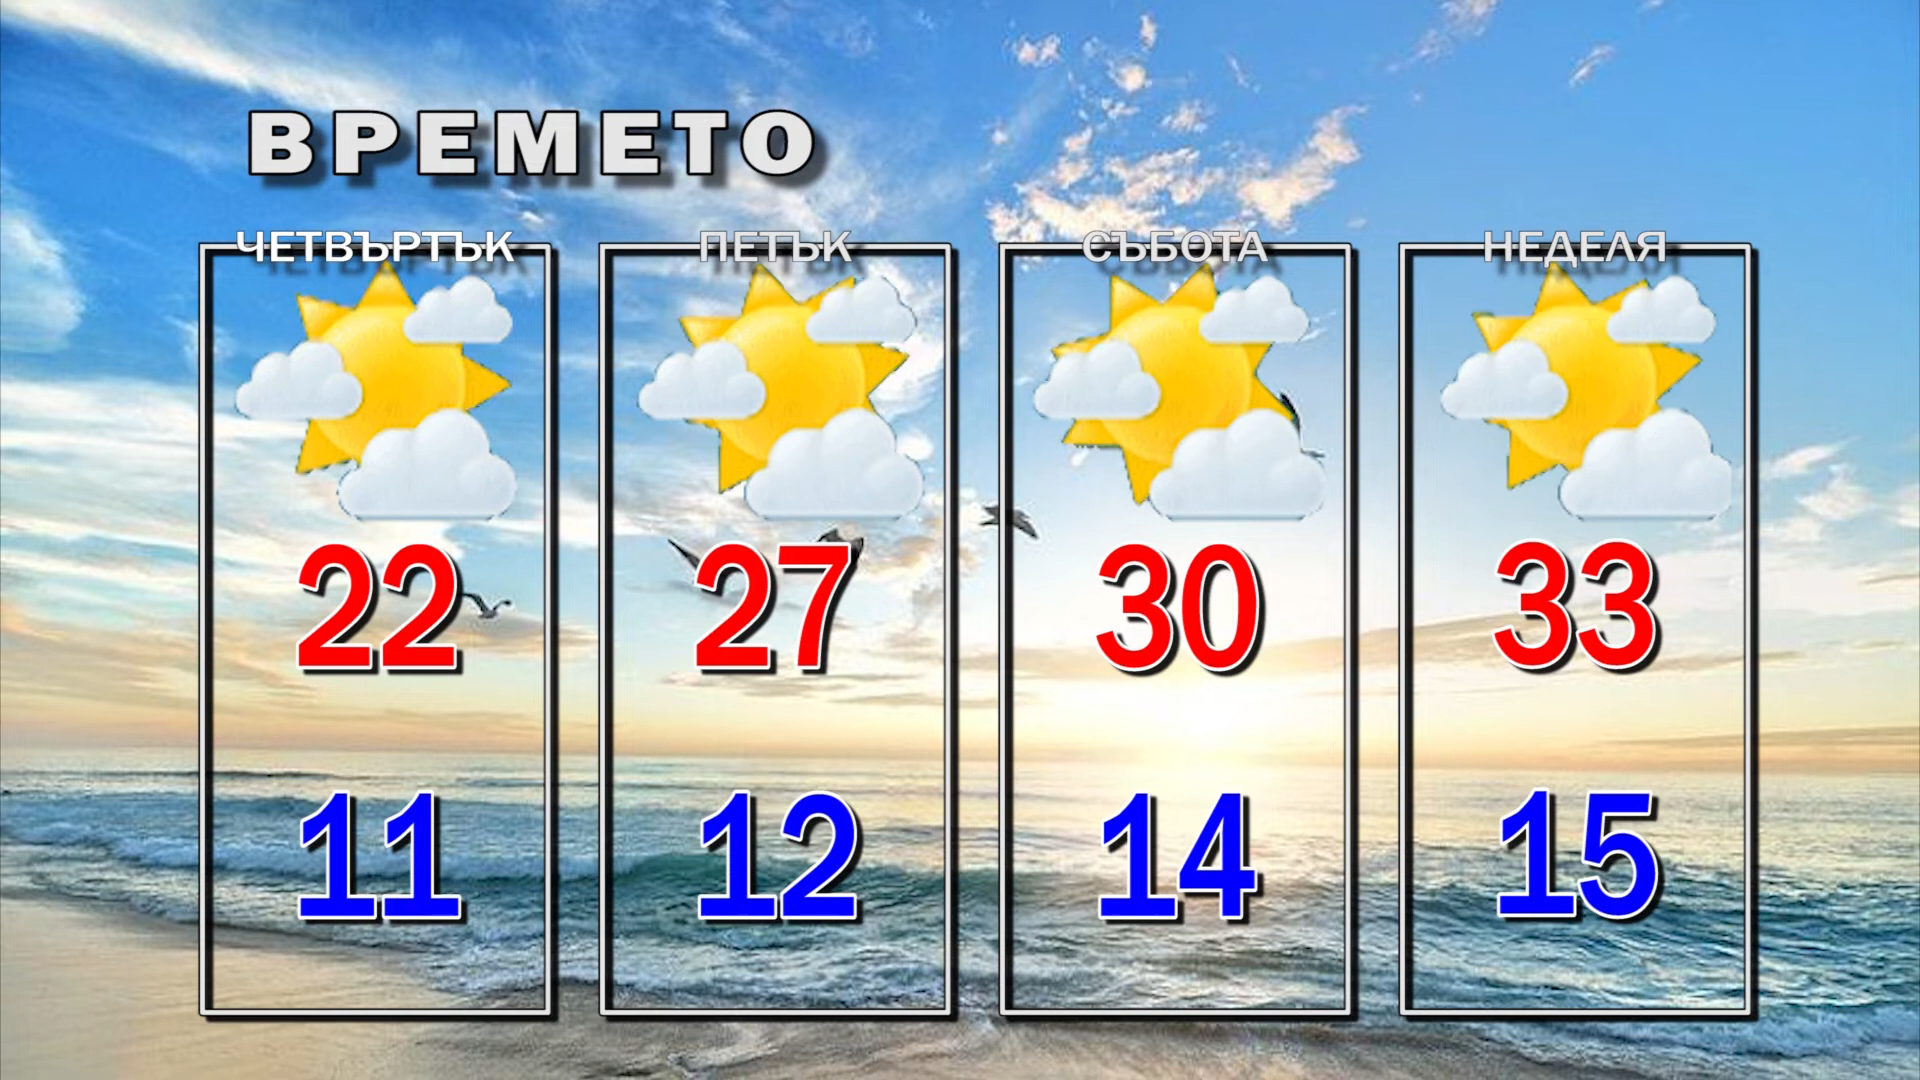 ВРЕМЕТО
ЧЕТВЪРТЪК ПЕТЪК СЪБОТА НЕДЕЛЯ
22 27 30 33
11 12 14 15